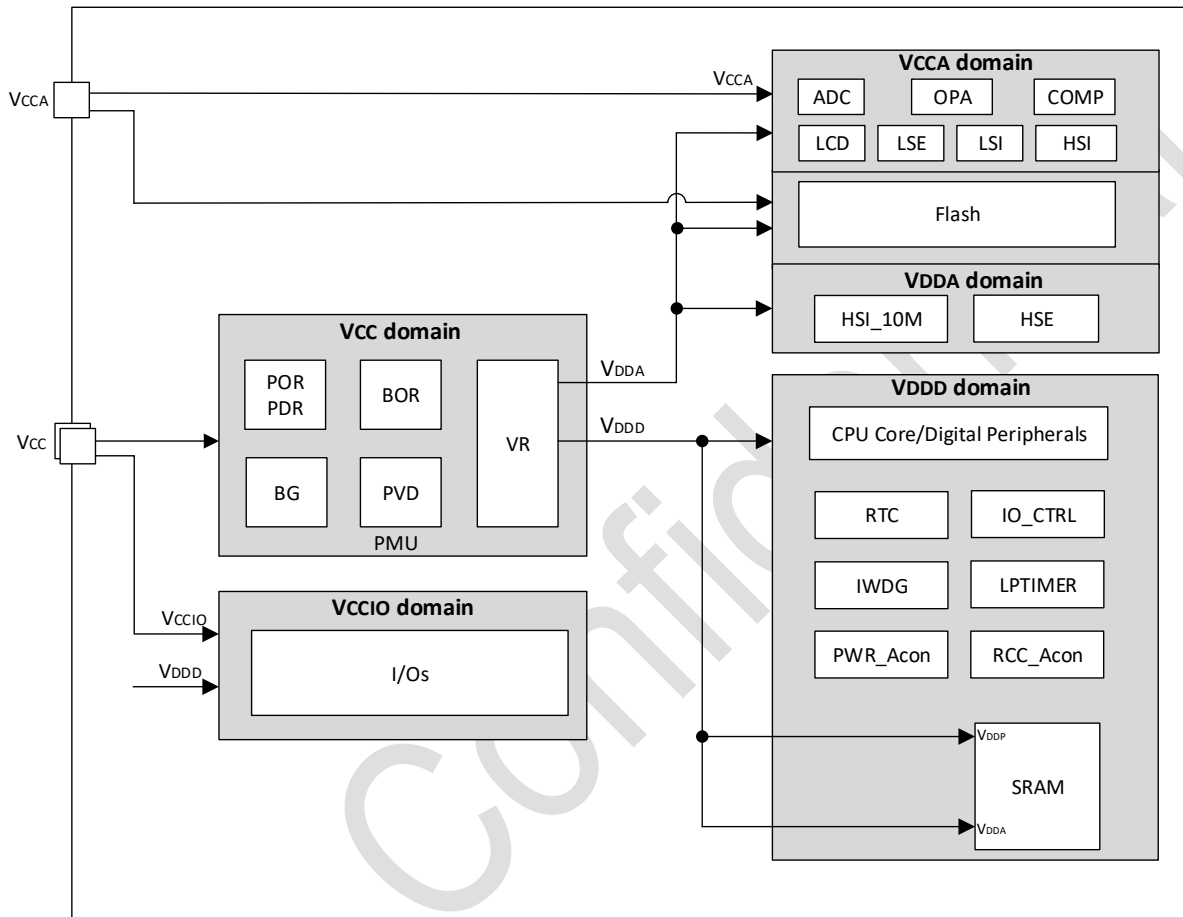 VCCA domain
VCCA
VCCA
ADC
OPA
COMP
LCD
LSE
LSI
HSI
Flash
VDDA domain
HSI_10M
HSE
VCC domain
POR
PDR
BOR
VR
VDDA
VDDD
BG
PVD
PMU
VCC
VDDD domain
CPU Core/Digital Peripherals
RTC
IO_CTRL
IWDG
LPTIMER
PWR_Acon
RCC_Acon
VDDP
SRAM
VDDA
VCCIO domain
VCCIO
VDDD
I/Os